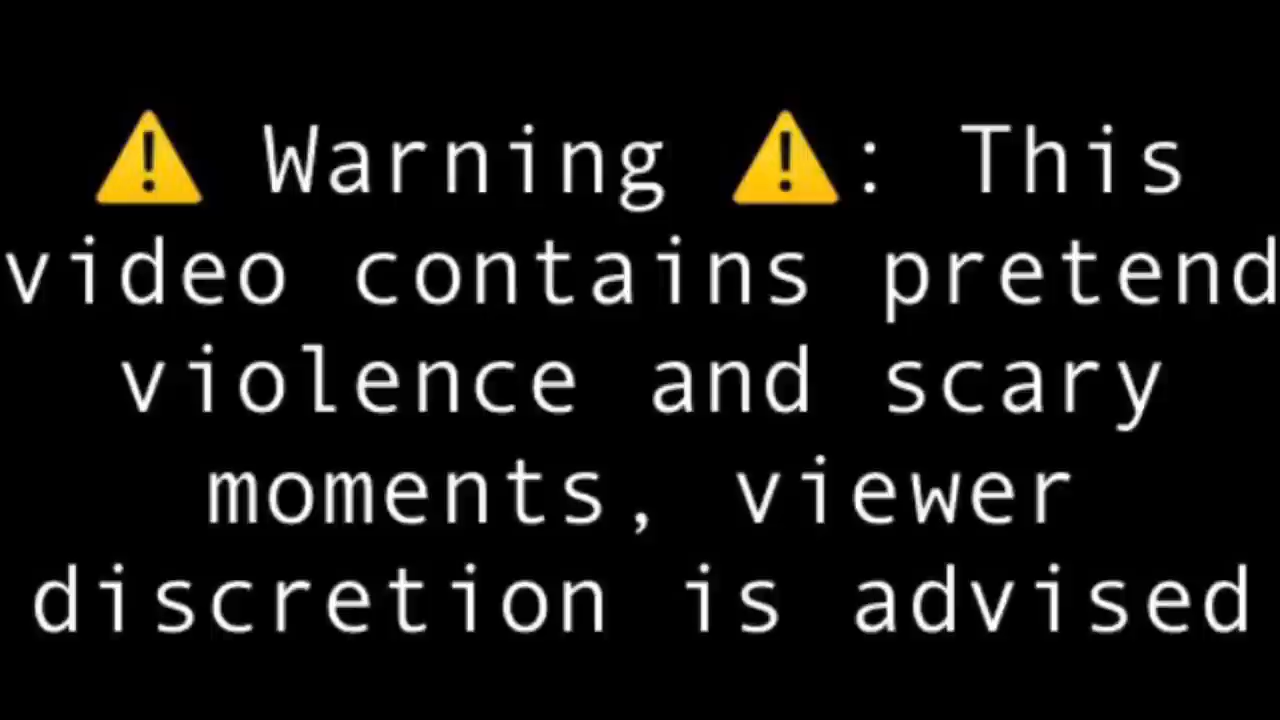 ⚠️ Warning ⚠️: This
video contains pretend
violence and scary
moments, viewer
discretion is advised